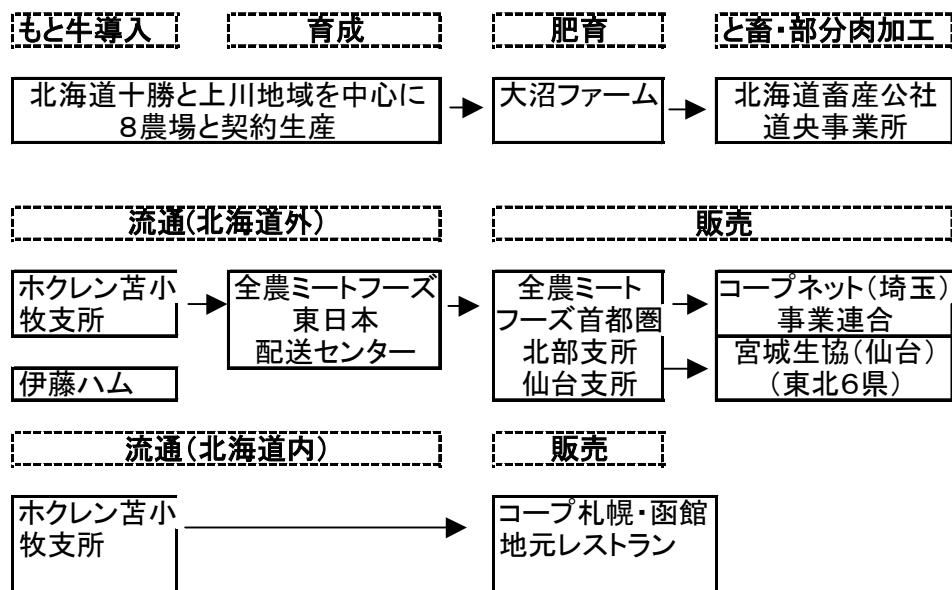 もと牛導入
育成
肥育
と畜・部分肉加工
北海道十勝と上川地域を中心に
８農場と契約生産
大沼ファーム
北海道畜産公社
道央事業所
流通(北海道外)
販売
ホクレン苫小
牧支所
全農ミートフーズ
東日本
配送センター
全農ミート
フーズ首都圏
北部支所
仙台支所
コープネット(埼玉)
事業連合
宮城生協(仙台)
(東北６県)
伊藤ハム
流通(北海道内)
販売
ホクレン苫小
牧支所
コープ札幌・函館
地元レストラン